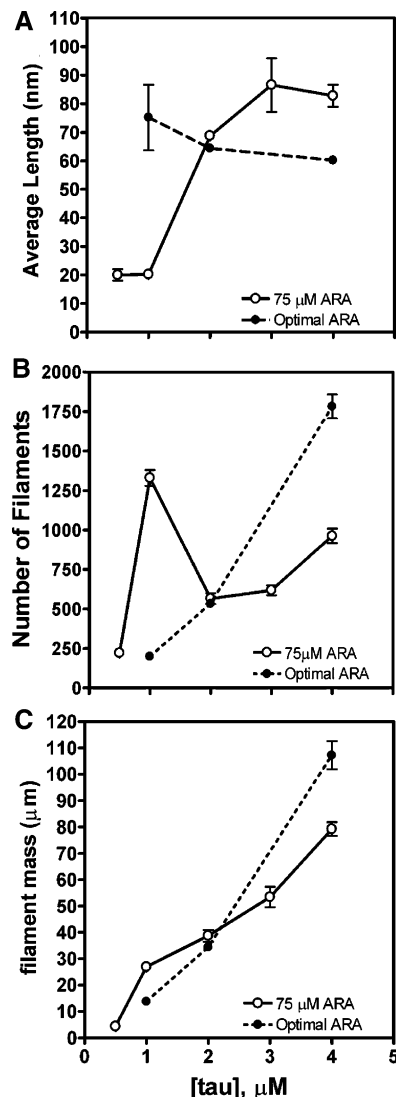 A
110
100
90
80
70
60
50
40
30
20
10
0
Average Length (nm)
75 µM ARA
Optimal ARA
B
2000
1750
1500
1250
1000
750
500
250
0
Number of Filaments
75µM ARA
Optimal ARA
C
120
110
100
90
80
70
60
50
40
30
20
10
0
filament mass (µm)
75 µM ARA
Optimal ARA
0 1 2 3 4 5
[tau], µM